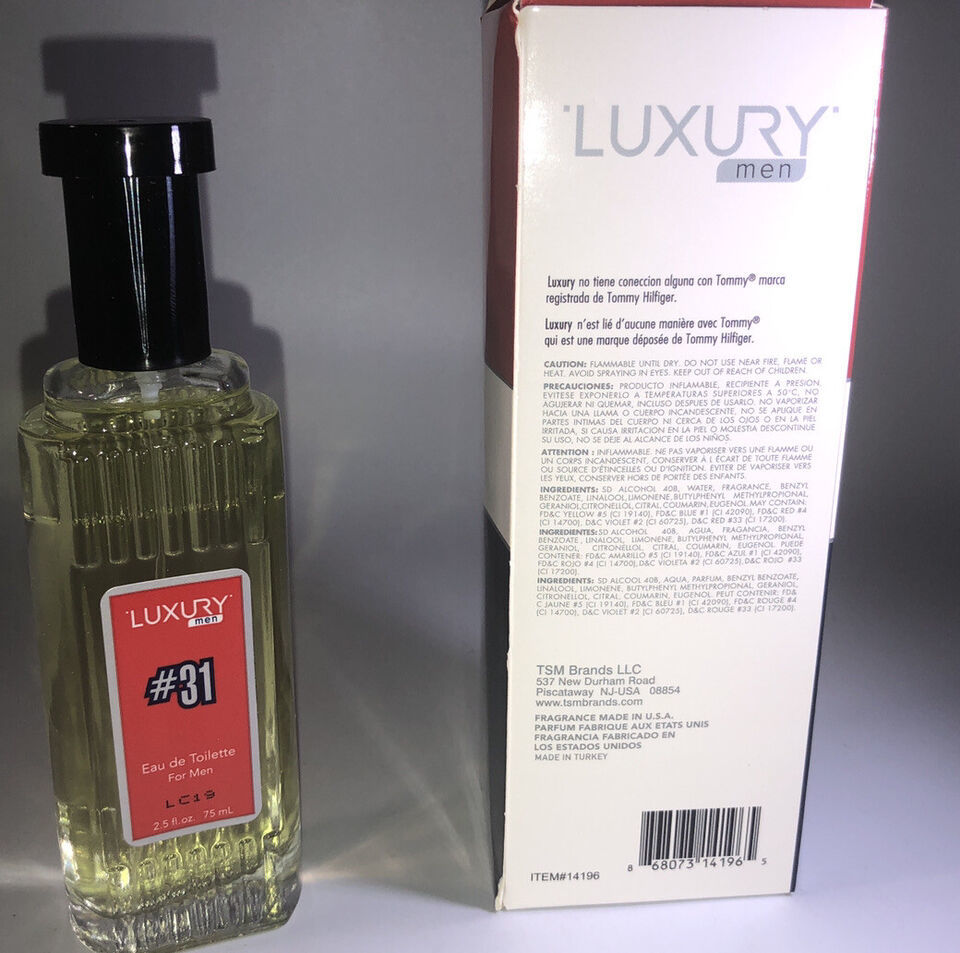 LUXURY
men
#31
Eau de Toilette
For Men
LC19
2.5 fl.oz. 75 mL
LUXURY
men
Luxury no tiene coneccion alguna con Tommy® marca
registrada de Tommy Hilfiger.
Luxury n'est lié d'aucune manière avec Tommy®
qui est une marque déposée de Tommy Hilfiger.
CAUTION: FLAMMABLE UNTIL DRY. DO NOT USE NEAR FIRE, FLAME OR
HEAT. AVOID SPRAYING IN EYES. KEEP OUT OF REACH OF CHILDREN.
PRECAUCIONES: PRODUCTO INFLAMABLE, RECIPIENTE A PRESION,
EVITESE EXPONERLO A TEMPERATURAS SUPERIORES A 50°C, NO
AGUJERAR NI QUEMAR, INCLUSO DESPUES DE USARLO. NO VAPORIZAR
HACIA UNA LLAMA O CUERPO INCANDESCENTE, NO SE APLIQUE EN
PARTES INTIMAS DEL CUERPO NI CERCA DE LOS OJOS O EN LA PIEL
IRRITADA, SI CAUSA IRRITACION EN LA PIEL O MOLESTIA DESCONTINUE
SU USO, NO SE DEJE AL ALCANCE DE LOS NIÑOS.
ATTENTION : INFLAMMABLE. NE PAS VAPORISER VERS UNE FLAMME OU
UN CORPS INCANDESCENT, CONSERVER À L ÉCART DE TOUTE FLAMME
OU SOURCE D'ÉTINCELLES OU D'IGNITION. EVITER DE VAPORISER VERS
LES YEUX, CONSERVER HORS DE PORTÉE DES ENFANTS.
INGREDIENTS: SD ALCOHOL 40B, WATER, FRAGRANCE, BENZYL
BENZOATE, LINALOOL, LIMONENE, BUTYLPHENYL METHYLPROPIONAL,
GERANIOL, CITRONELLOL, CITRAL, COUMARIN, EUGENOL. MAY CONTAIN:
FD&C YELLOW #5 (CI 19140), FD&C BLUE #1 (CI 42090), FD&C RED #4
(CI 14700), D&C VIOLET #2 (CI 60725), D&C RED #33 (CI 17200).
INGREDIENTES: SD ALCOHOL 40B, AGUA, FRAGANCIA, BENZYL
BENZOATE, LINALOOL, LIMONENE, BUTYLPHENYL METHYLPROPIONAL,
GERANIOL, CITRONELLOL, CITRAL, COUMARIN, EUGENOL. PUEDE
CONTENER: FD&C AMARILLO #5 (CI 19140), FD&C AZUL #1 (CI 42090),
FD&C ROJO #4 (CI 14700), D&C VIOLETA #2 (CI 60725), D&C ROJO #33
(CI 17200).
INGRÉDIENTS: SD ALCOOL 40B, AQUA, PARFUM, BENZYL BENZOATE,
LINALOOL, LIMONENE, BUTYLPHENYL METHYLPROPIONAL, GERANIOL,
CITRONELLOL, CITRAL, COUMARIN, EUGENOL. PEUT CONTENIR: FD&
C JAUNE #5 (CI 19140), FD&C BLEU #1 (CI 42090), FD&C ROUGE #4
(CI 14700), D&C VIOLET #2 (CI 60725), D&C ROUGE #33 (CI 17200).
TSM Brands LLC
537 New Durham Road
Piscataway NJ-USA 08854
www.tsmbrands.com
FRAGRANCE MADE IN U.S.A.
PARFUM FABRIQUE AUX ETATS UNIS
FRAGRANCIA FABRICADO EN
LOS ESTADOS UNIDOS
MADE IN TURKEY
8 68073 14196 5
ITEM#14196